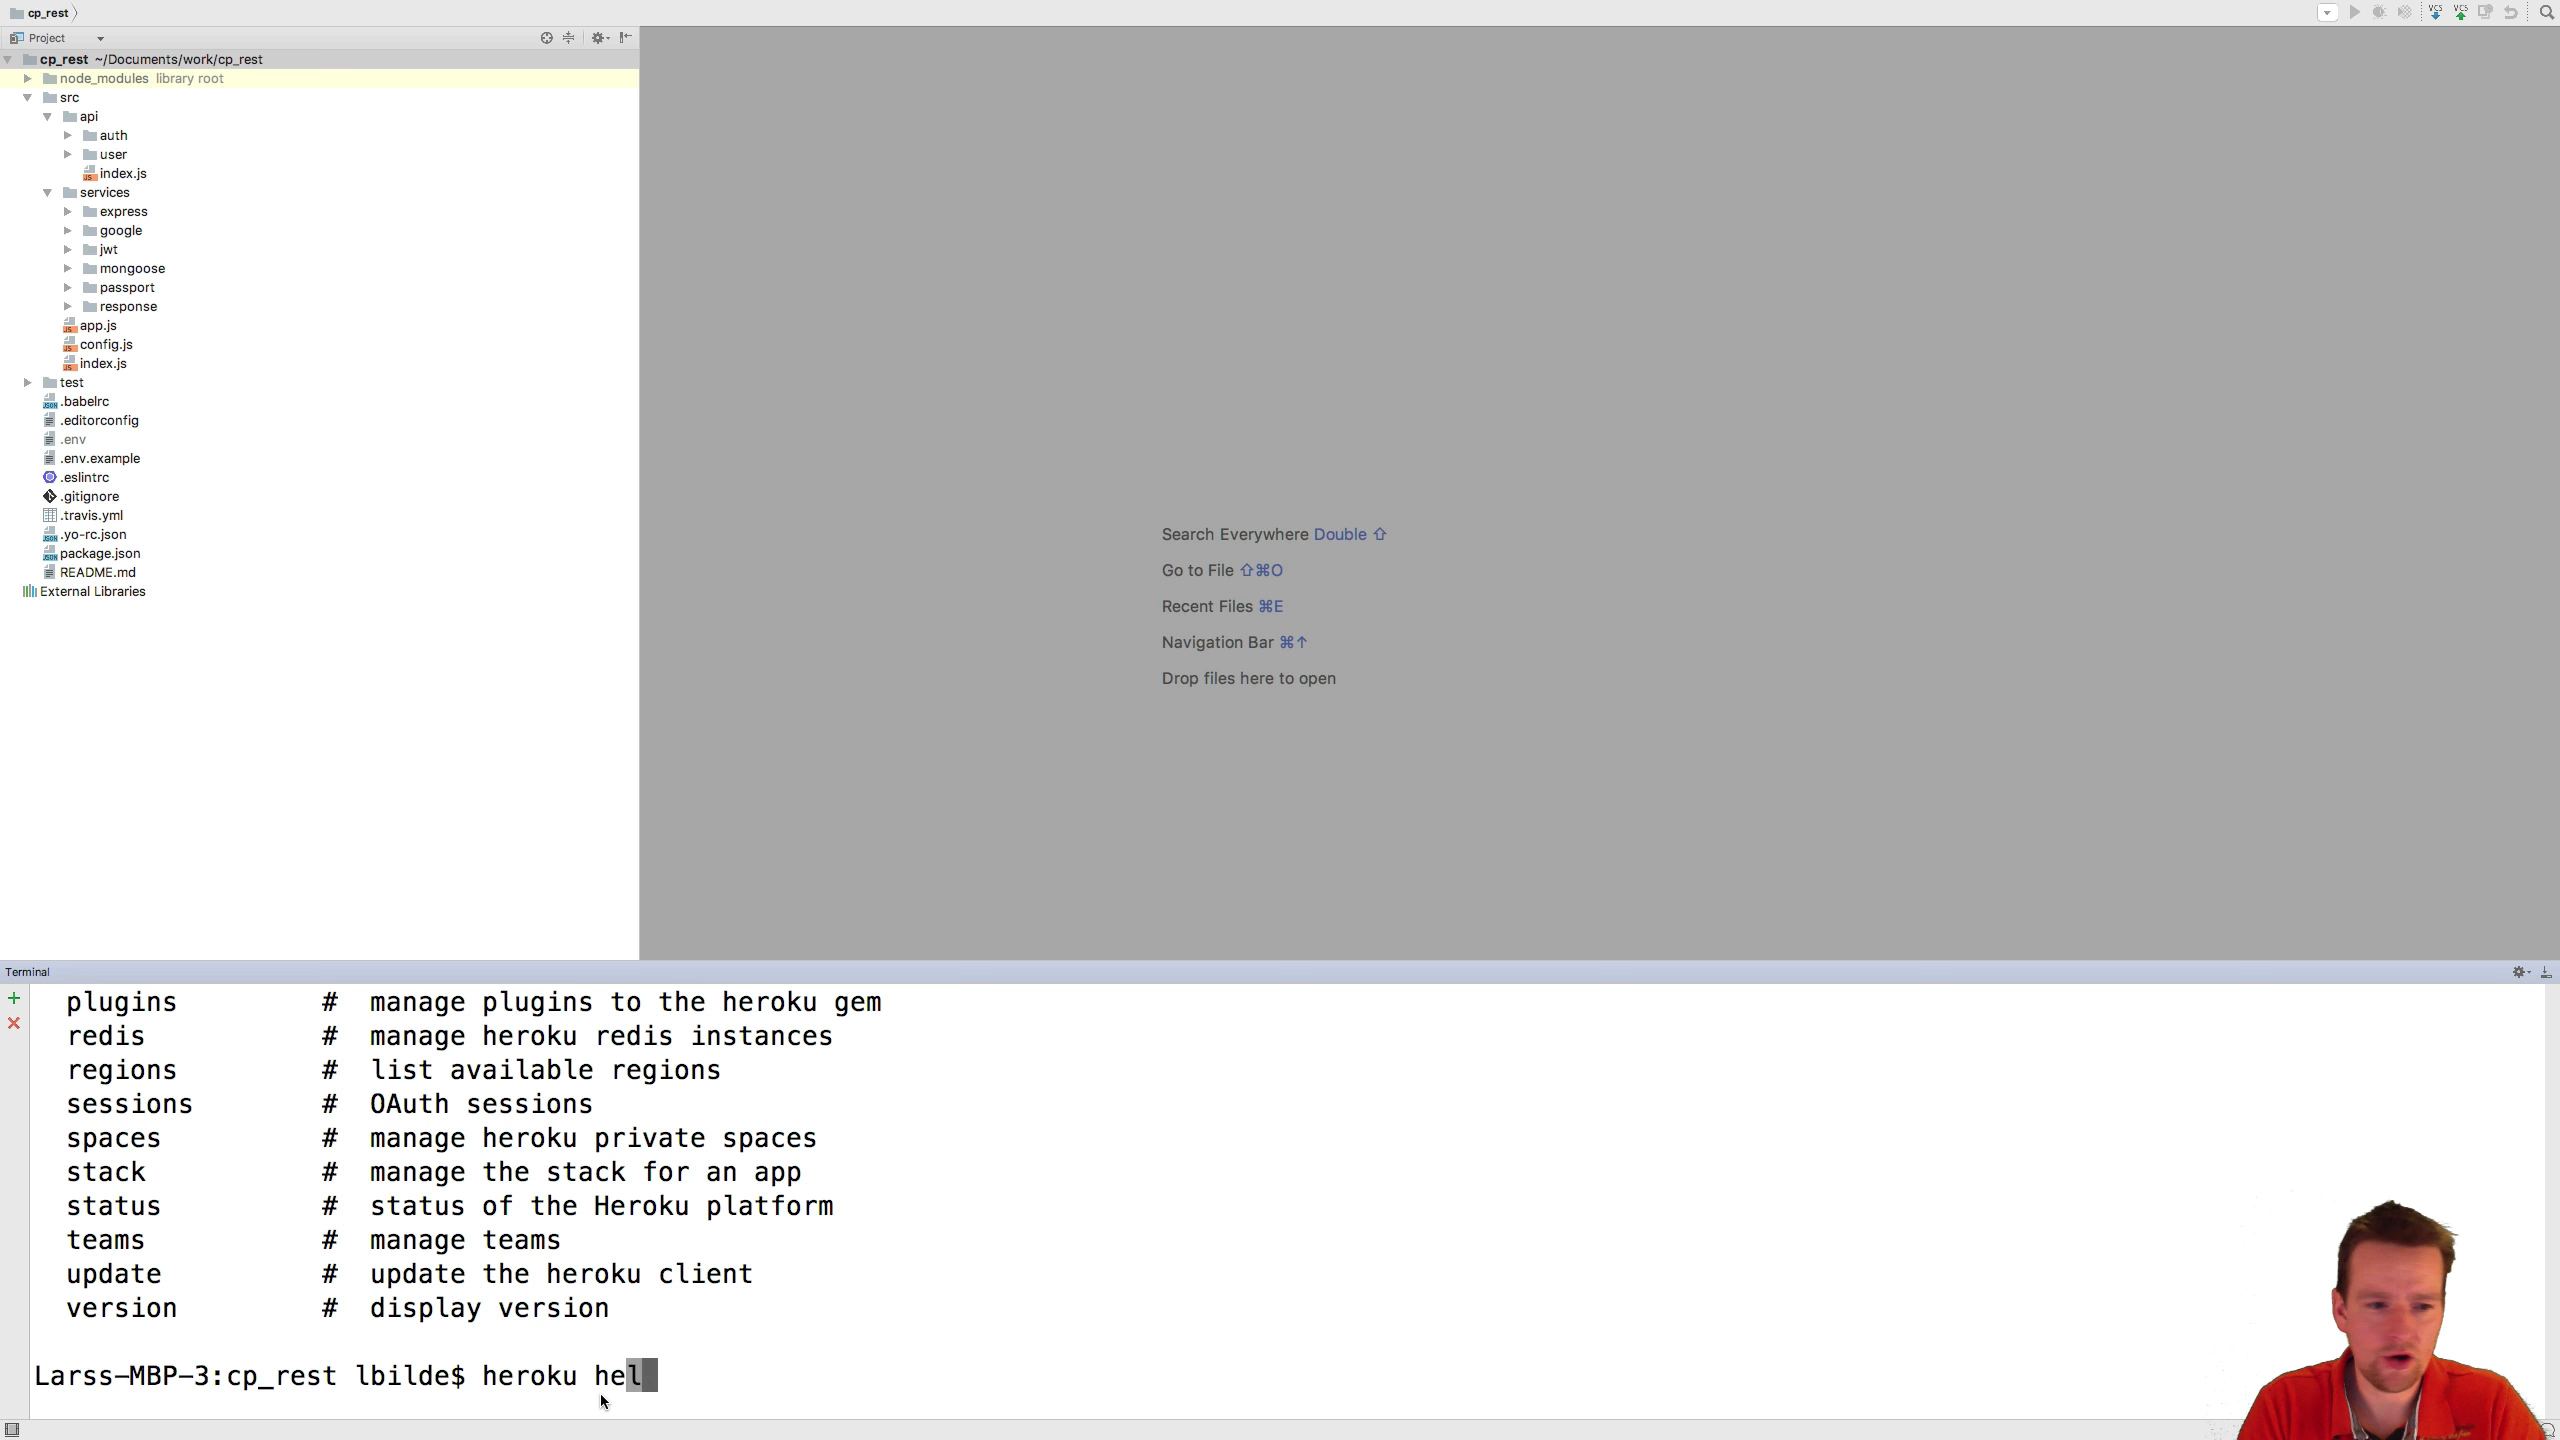 cp_rest
VCS VCS
Project
cp_rest ~/Documents/work/cp_rest
node_modules library root
src
api
auth
user
index.js
services
express
google
jwt
mongoose
passport
response
app.js
config.js
index.js
test
.babelrc
.editorconfig
.env
.env.example
.eslintrc
.gitignore
.travis.yml
.yo-rc.json
package.json
README.md
External Libraries
Search Everywhere Double ⇧
Go to File ⇧⌘O
Recent Files ⌘E
Navigation Bar ⌘↑
Drop files here to open
Terminal
plugins # manage plugins to the heroku gem
redis # manage heroku redis instances
regions # list available regions
sessions # OAuth sessions
spaces # manage heroku private spaces
stack # manage the stack for an app
status # status of the Heroku platform
teams # manage teams
update # update the heroku client
version # display version
Larss-MBP-3:cp_rest lbilde$ heroku hel